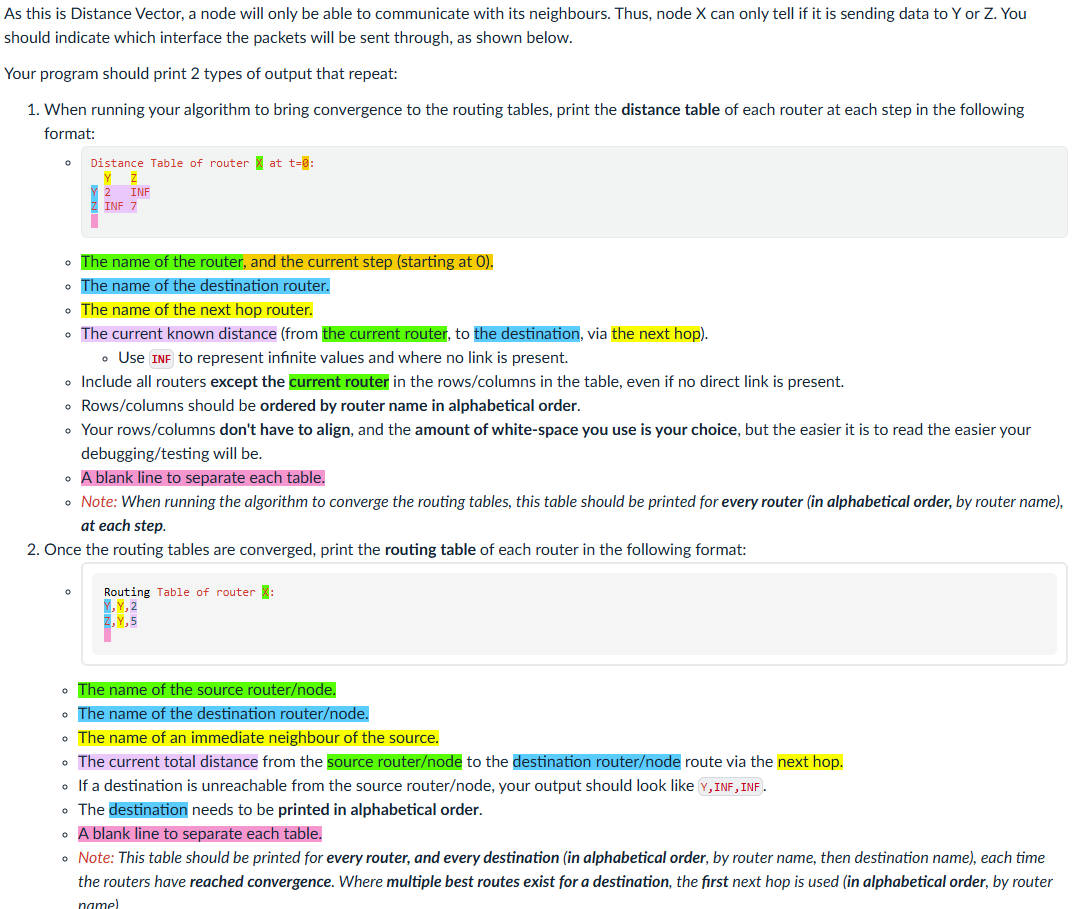 As this is Distance Vector, a node will only be able to communicate with its neighbours. Thus, node X can only tell if it is sending data to Y or Z. You
should indicate which interface the packets will be sent through, as shown below.
Your program should print 2 types of output that repeat:
1. When running your algorithm to bring convergence to the routing tables, print the distance table of each router at each step in the following
format:
Distance Table of router X at t=0:
Y Z
Y 2 INF
Z INF 7
The name of the router, and the current step (starting at 0).
The name of the destination router.
The name of the next hop router.
The current known distance (from the current router, to the destination, via the next hop).
Use INF to represent infinite values and where no link is present.
Include all routers except the current router in the rows/columns in the table, even if no direct link is present.
Rows/columns should be ordered by router name in alphabetical order.
Your rows/columns don't have to align, and the amount of white-space you use is your choice, but the easier it is to read the easier your
debugging/testing will be.
A blank line to separate each table.
Note: When running the algorithm to converge the routing tables, this table should be printed for every router (in alphabetical order, by router name),
at each step.
2. Once the routing tables are converged, print the routing table of each router in the following format:
Routing Table of router X:
Y,Y,2
Z,Y,5
The name of the source router/node.
The name of the destination router/node.
The name of an immediate neighbour of the source.
The current total distance from the source router/node to the destination router/node route via the next hop.
If a destination is unreachable from the source router/node, your output should look like Y,INF,INF.
The destination needs to be printed in alphabetical order.
A blank line to separate each table.
Note: This table should be printed for every router, and every destination (in alphabetical order, by router name, then destination name), each time
the routers have reached convergence. Where multiple best routes exist for a destination, the first next hop is used (in alphabetical order, by router
name)